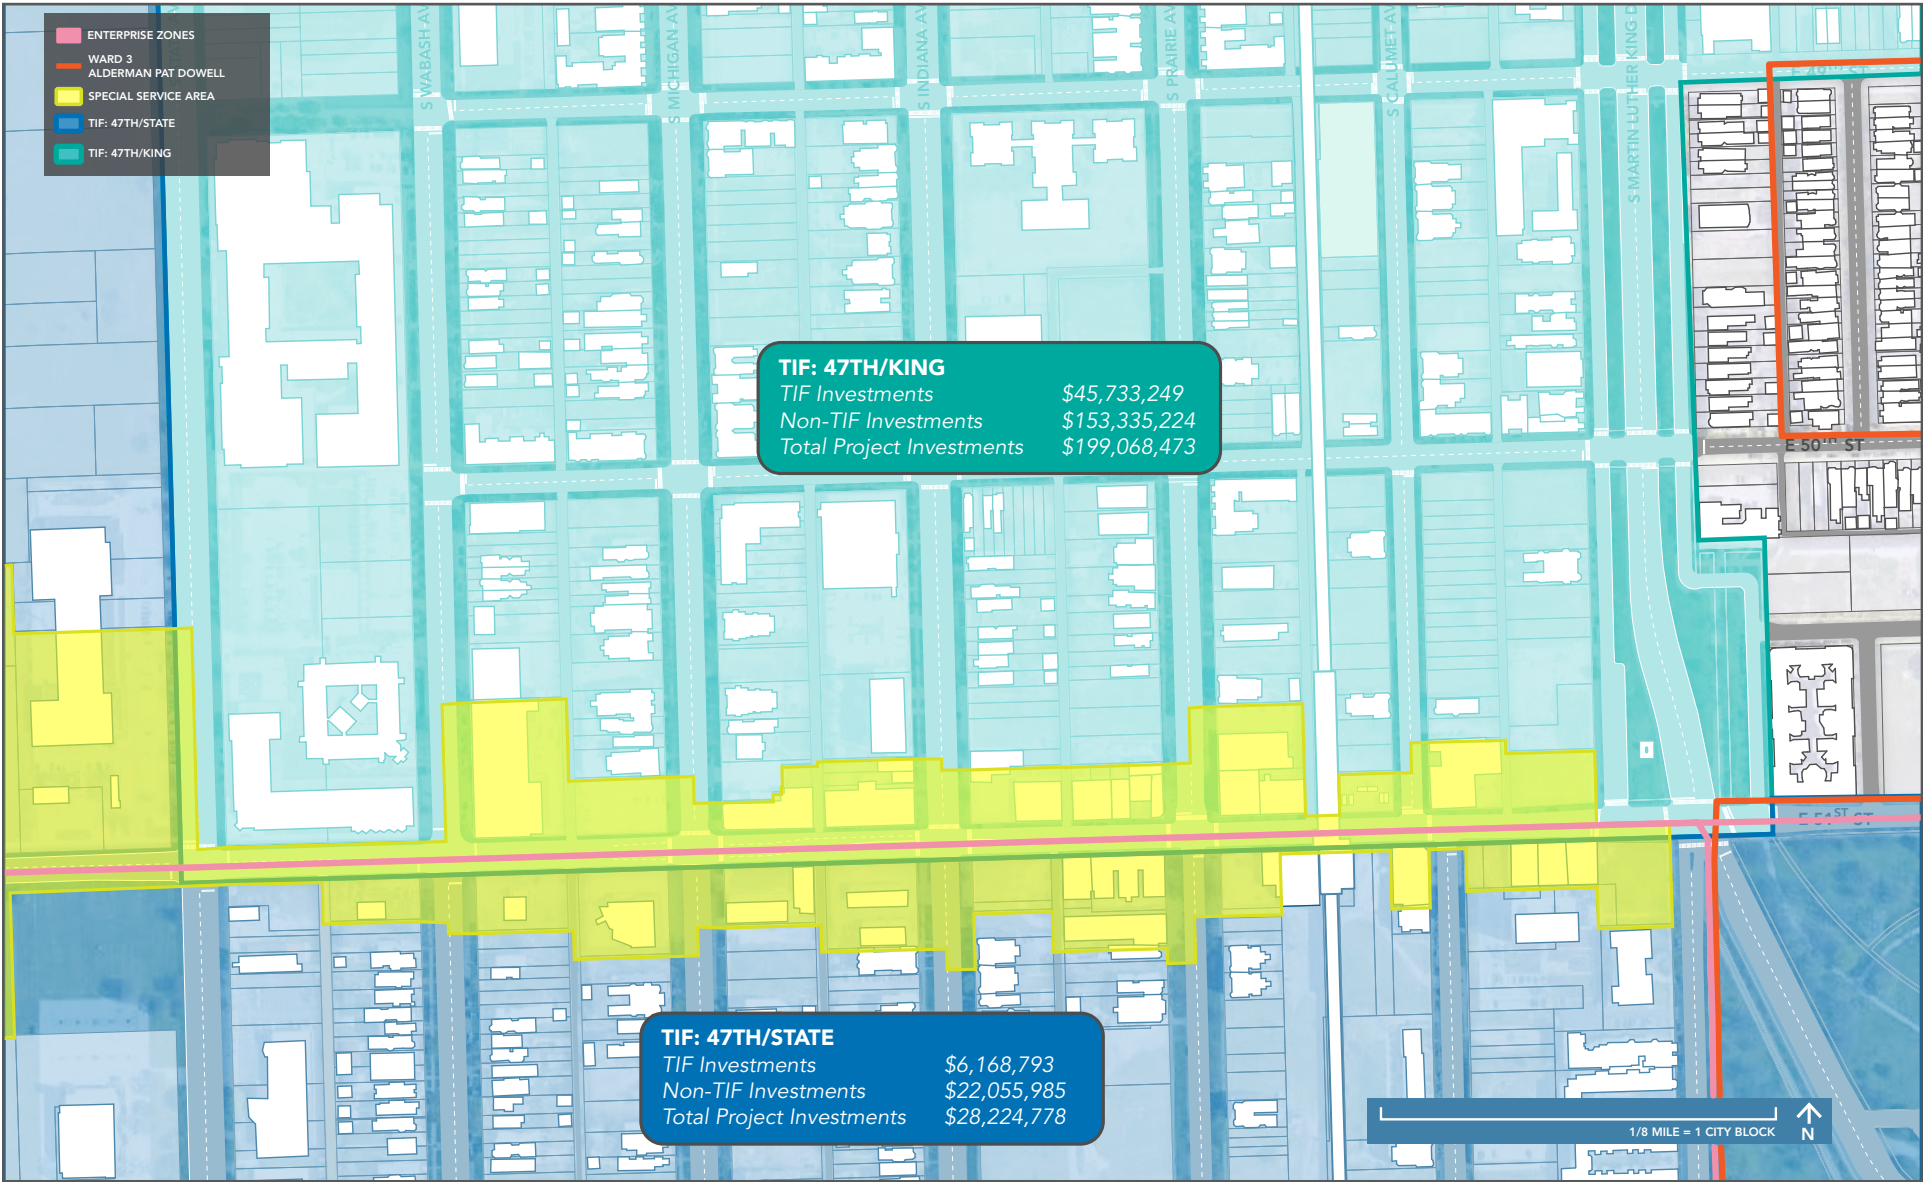 ENTERPRISE ZONES
WARD 3
ALDERMAN PAT DOWELL
SPECIAL SERVICE AREA
TIF: 47TH/STATE
TIF: 47TH/KING
S WABASH AV
S MICHIGAN AV
S INDIANA AV
S PRAIRIE AV
S CALUMET AV
S MARTIN LUTHER KING D
TIF: 47TH/KING
TIF Investments $45,733,249
Non-TIF Investments $153,335,224
Total Project Investments $199,068,473
E 50TH ST
E 51ST ST
TIF: 47TH/STATE
TIF Investments $6,168,793
Non-TIF Investments $22,055,985
Total Project Investments $28,224,778
1/8 MILE = 1 CITY BLOCK
N